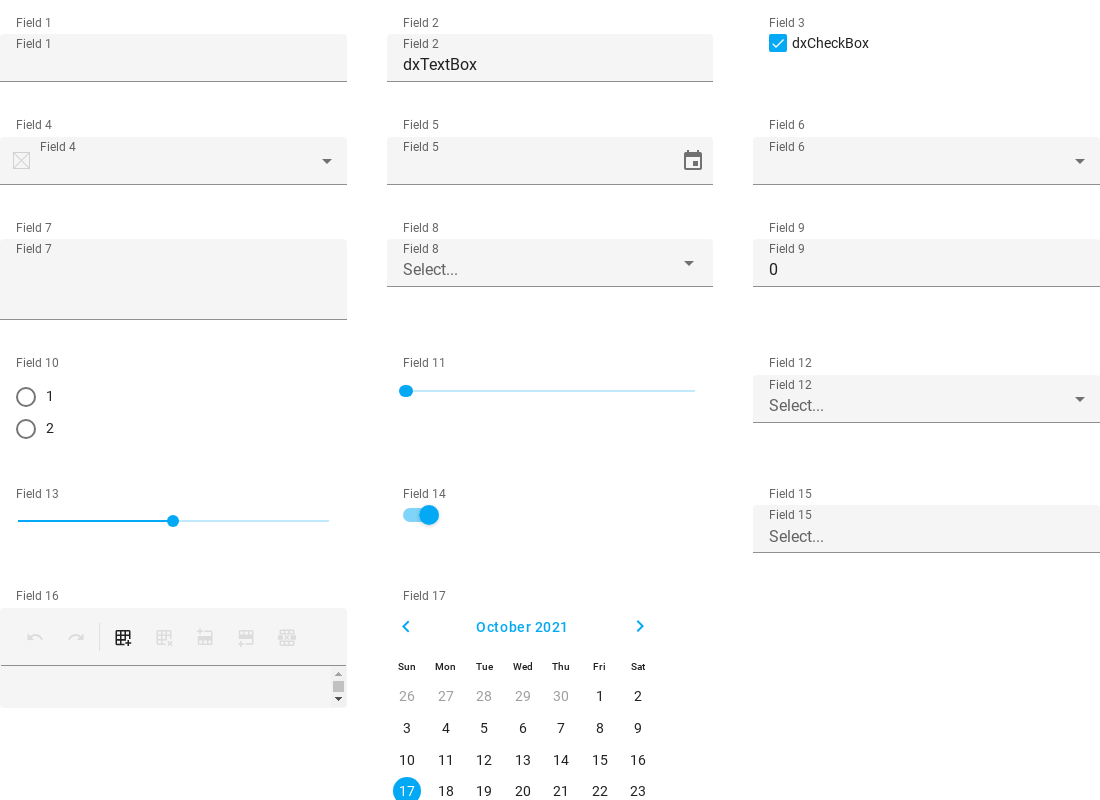 Field 1
Field 2
Field 3
Field 1
Field 2
dxCheckBox
dxTextBox
Field 4
Field 5
Field 6
Field 4
Field 5
Field 6
Field 7
Field 8
Field 9
Field 7
Field 8
Field 9
Select...
0
Field 10
Field 11
Field 12
1
Field 12
2
Select...
Field 13
Field 14
Field 15
Field 15
Select...
Field 16
Field 17
October 2021
Sun Mon Tue Wed Thu Fri Sat
26 27 28 29 30 1 2
3 4 5 6 7 8 9
10 11 12 13 14 15 16
17 18 19 20 21 22 23